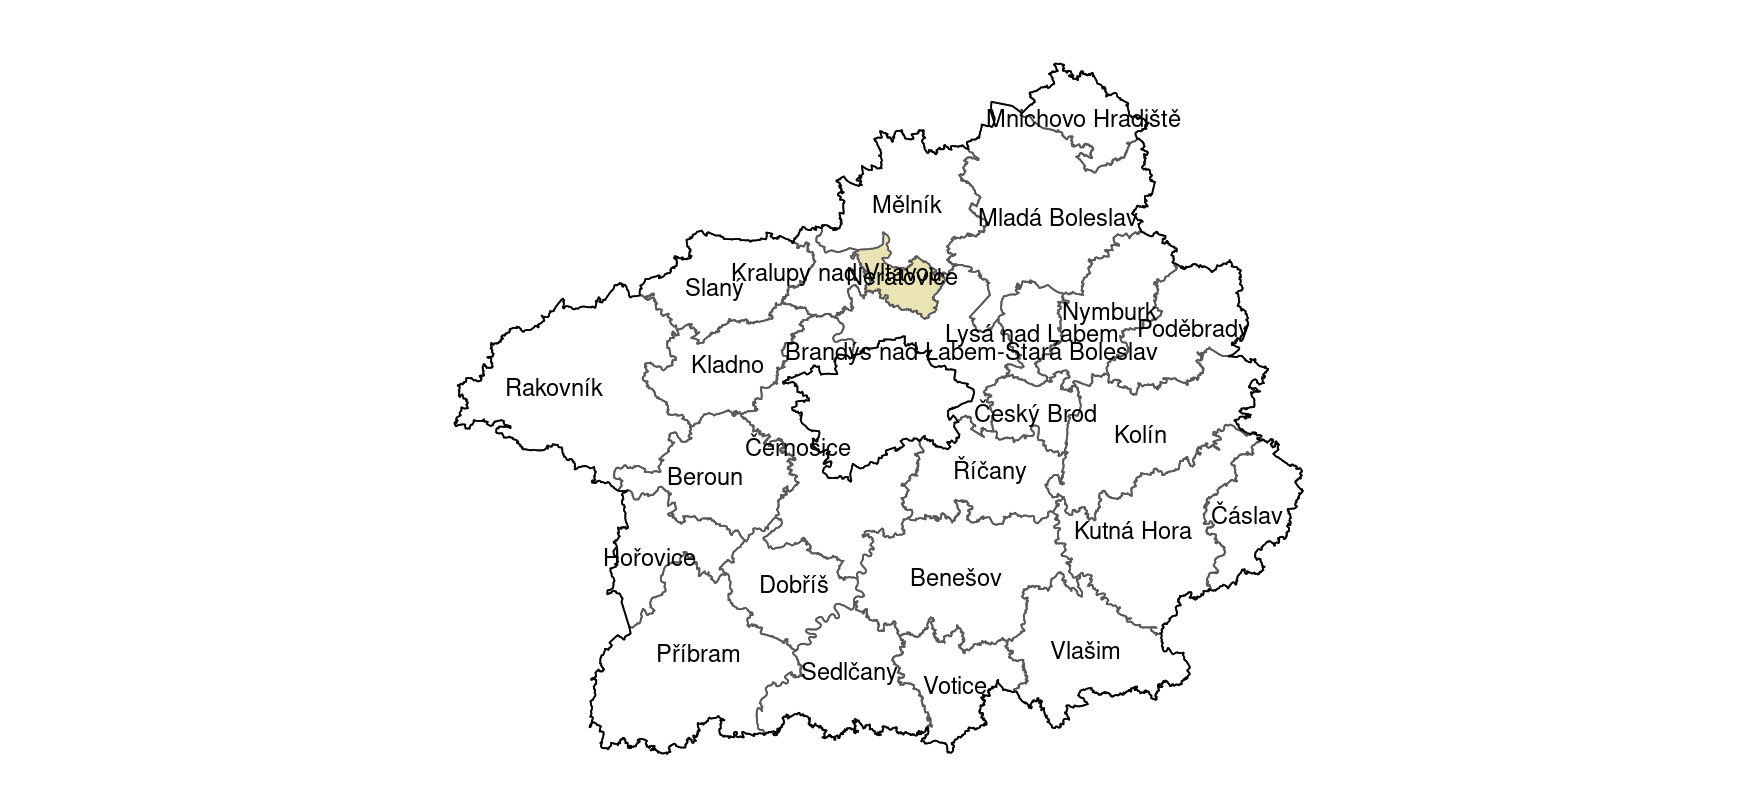 Mnichovo Hradiště
Mělník
Mladá Boleslav
Kralupy nad Vltavou
Neratovice
Slaný
Nymburk
Poděbrady
Lysá nad Labem
Brandýs nad Labem-Stará Boleslav
Kladno
Rakovník
Český Brod
Kolín
Černošice
Říčany
Beroun
Čáslav
Kutná Hora
Hořovice
Benešov
Dobříš
Vlašim
Příbram
Sedlčany
Votice